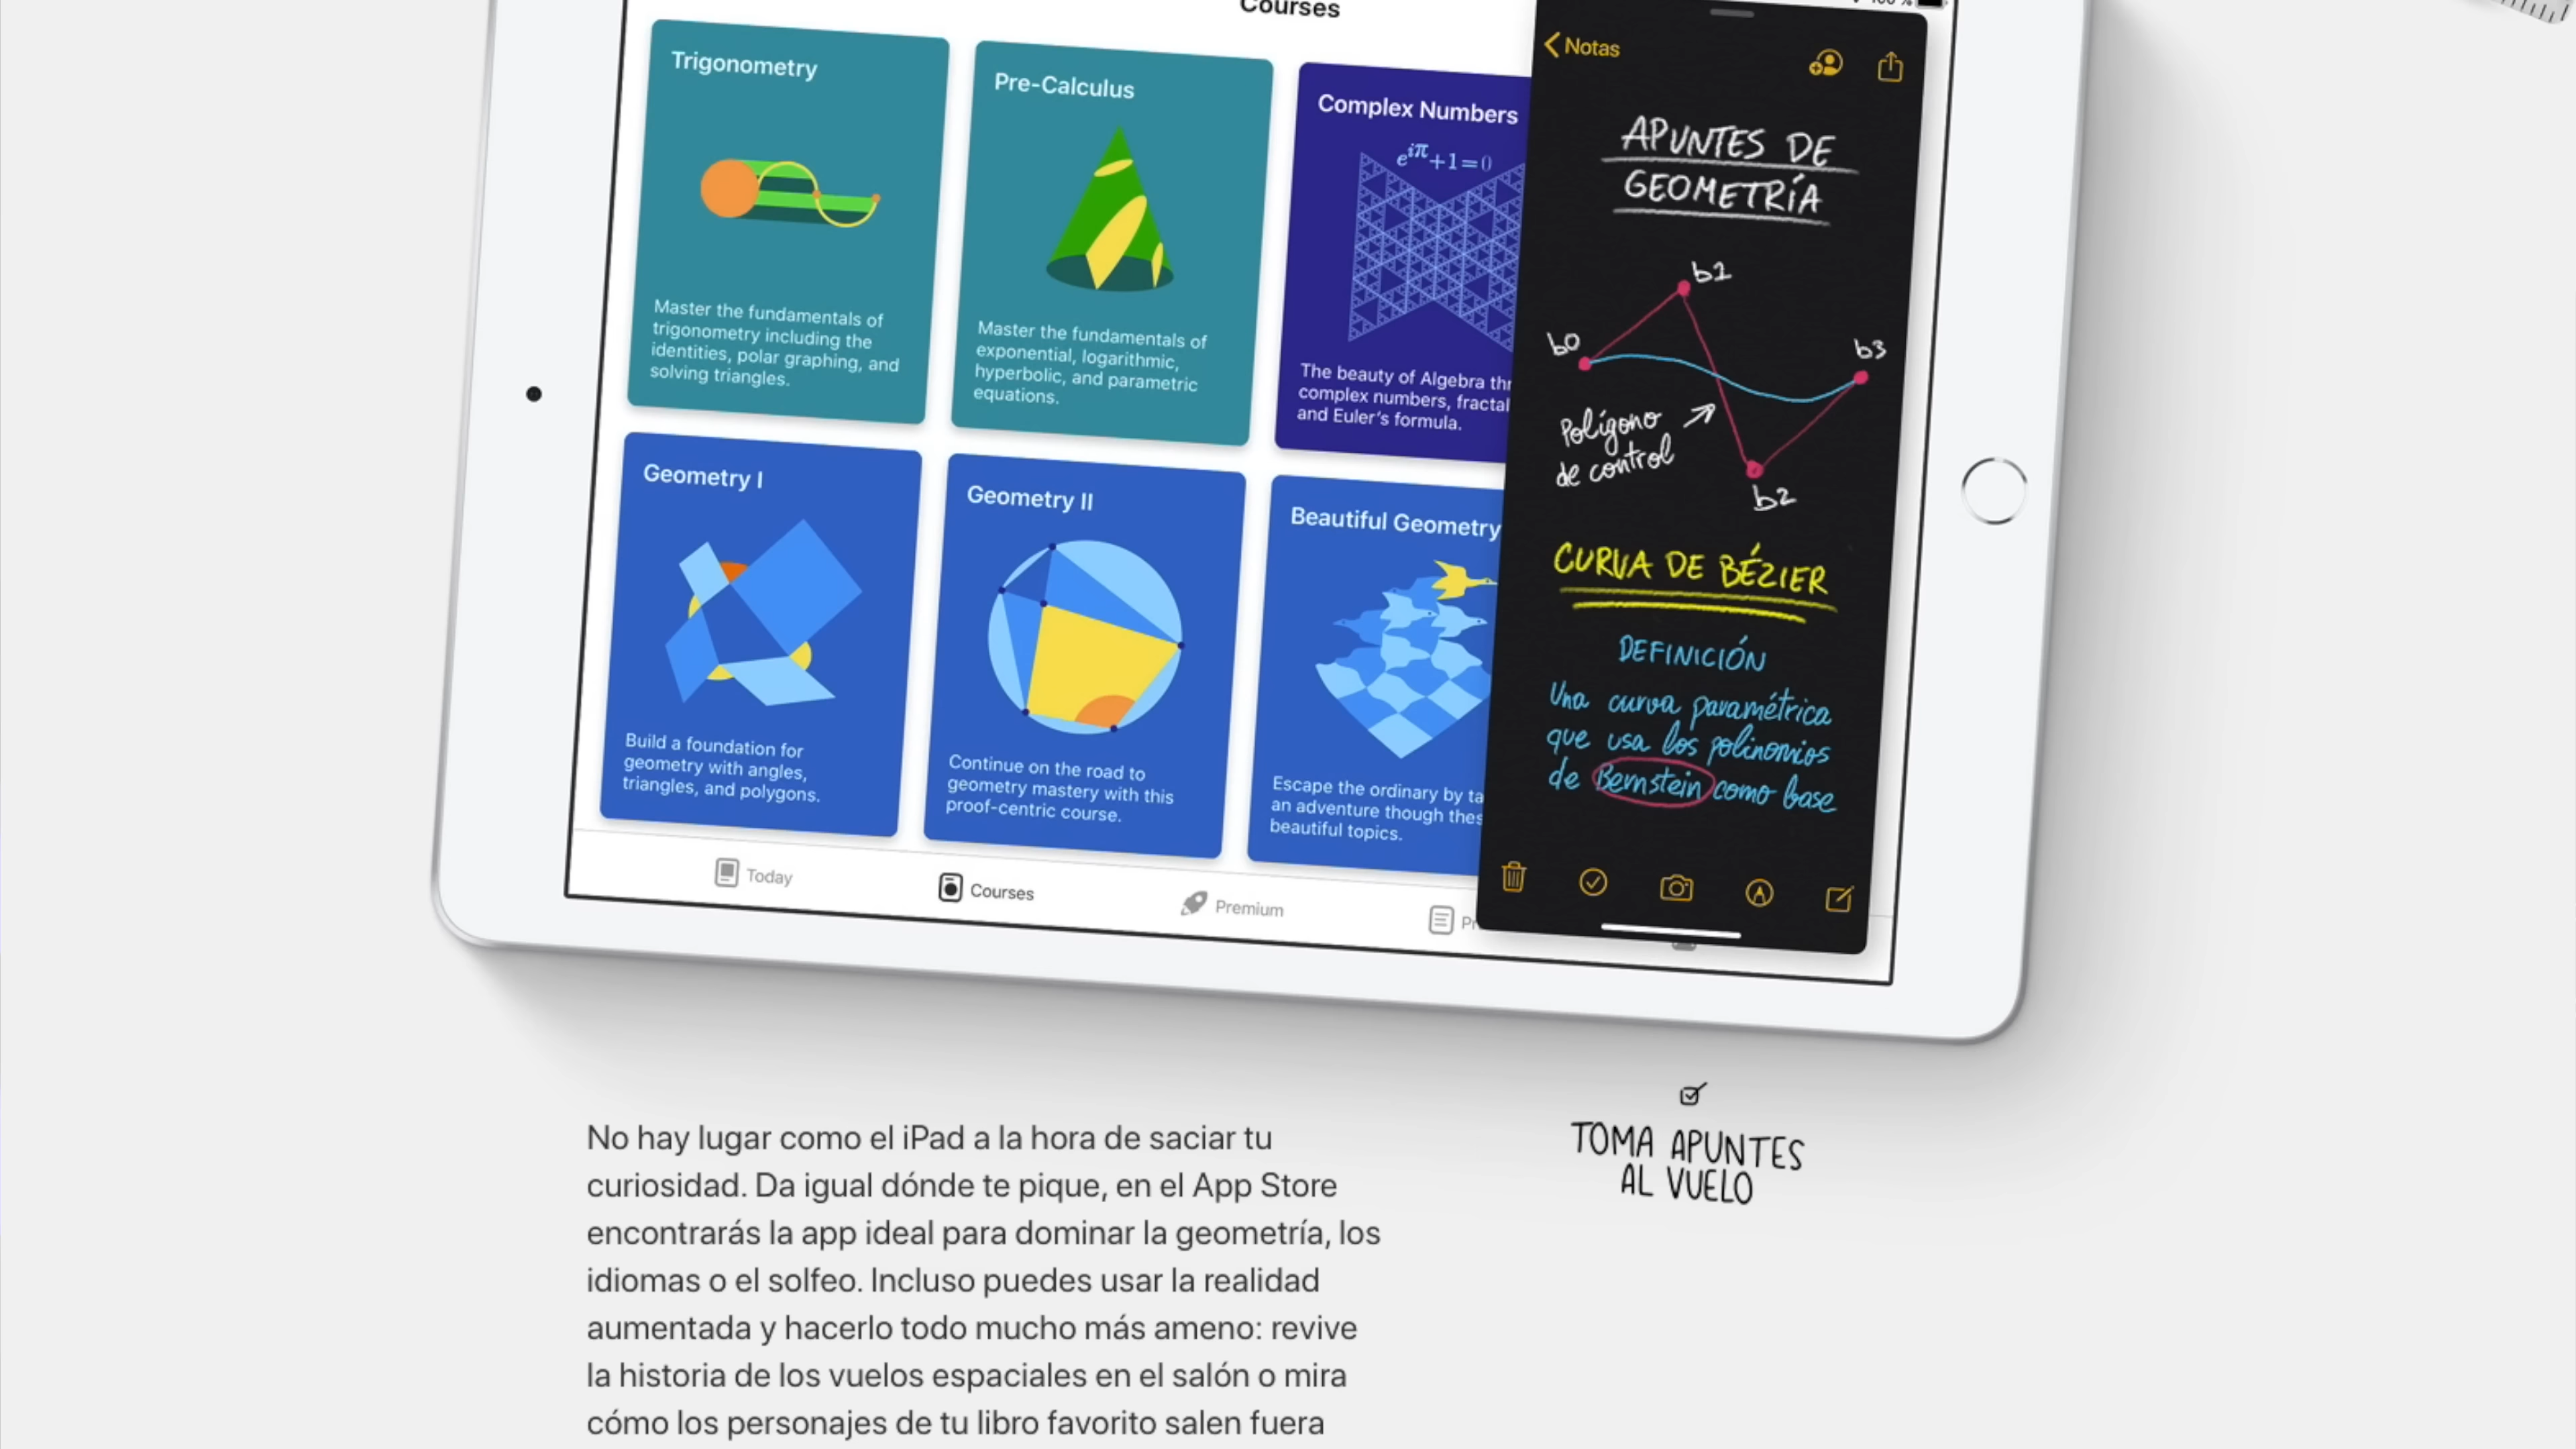 Courses
Trigonometry
Master the fundamentals of
trigonometry including the
identities, polar graphing, and
solving triangles.
Pre-Calculus
Master the fundamentals of
exponential, logarithmic,
hyperbolic, and parametric
equations.
Complex Numbers
e^{iπ}+1=0
The beauty of Algebra
complex numbers,
and Euler's formula.
Geometry I
Build a foundation for
geometry with angles,
triangles, and polygons.
Geometry II
Continue on the road to
geometry mastery with this
proof-centric course.
Beautiful Geometry
Escape the ordinary by
an adventure though
beautiful topics.
Today
Courses
Premium
Notas
APUNTES DE
GEOMETRÍA
b1
b0
b3
Polígono
de control
b2
CURVA DE BÉZIER
DEFINICIÓN
Una curva paramétrica
que usa los polinomios
de Bernstein como base
TOMA APUNTES
AL VUELO
No hay lugar como el iPad a la hora de saciar tu
curiosidad. Da igual dónde te pique, en el App Store
encontrarás la app ideal para dominar la geometría, los
idiomas o el solfeo. Incluso puedes usar la realidad
aumentada y hacerlo todo mucho más ameno: revive
la historia de los vuelos espaciales en el salón o mira
cómo los personajes de tu libro favorito salen fuera